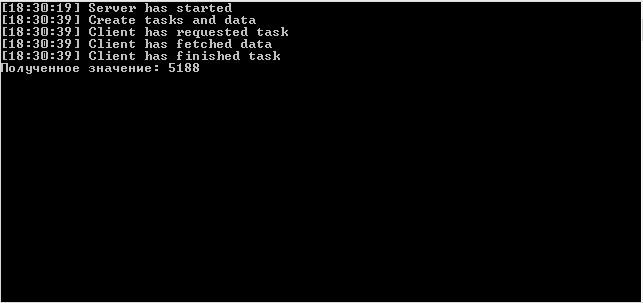 [18:30:19] Server has started
[18:30:39] Create tasks and data
[18:30:39] Client has requested task
[18:30:39] Client has fetched data
[18:30:39] Client has finished task
Полученное значение: 5188